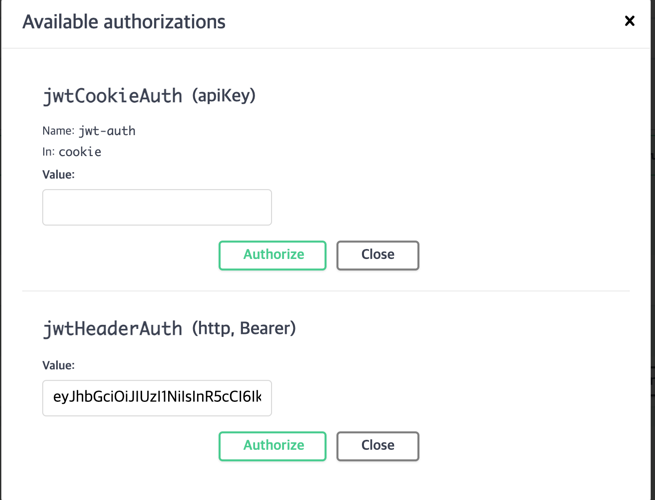 Available authorizations
jwtCookieAuth (apiKey)
Name: jwt-auth
In: cookie
Value:
Authorize Close
jwtHeaderAuth (http, Bearer)
Value:
eyJhbGciOiJIUzI1NiIsInR5cCI6Ik
Authorize Close